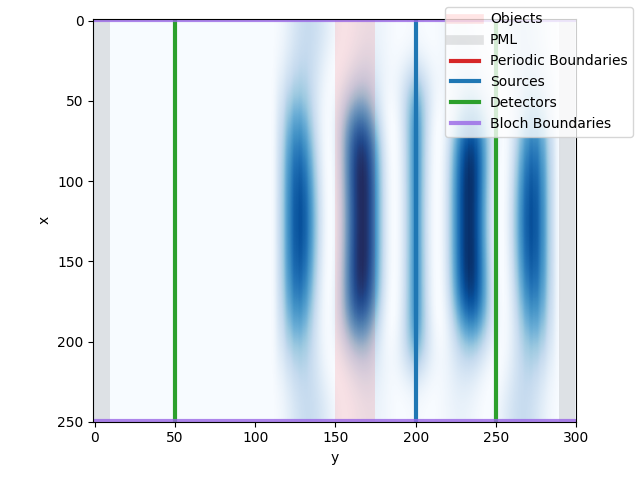 Objects
PML
Periodic Boundaries
Sources
Detectors
Bloch Boundaries
x
0
50
100
150
200
250
0
50
100
150
200
250
300
y